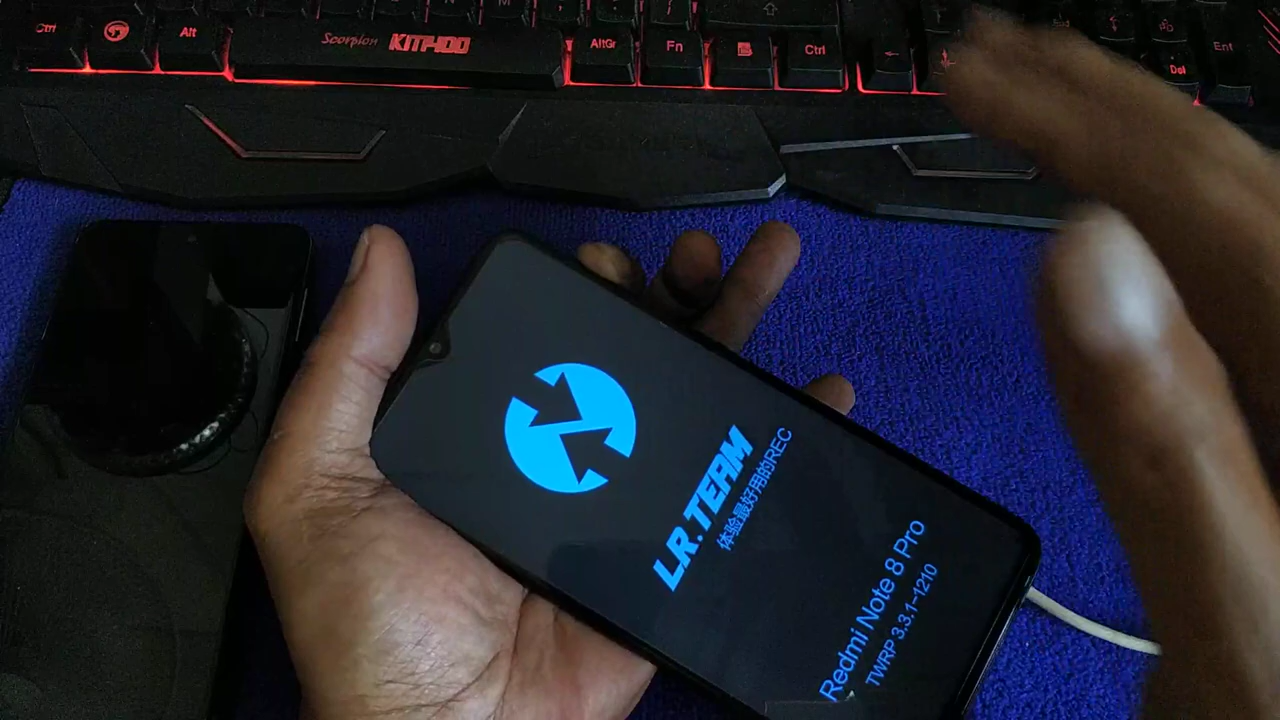 Ctrl
Alt
Scorpion KIT400
AltGr
Fn
Ctrl
Del
Ent
LR.TEAM
体验最好用的REC
Redmi Note 8 Pro
TWRP 3.3.1-1210